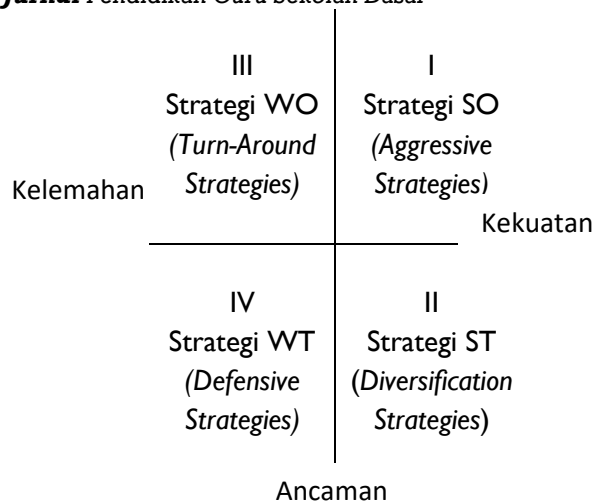 Jurnal Pendidikan Guru Sekolah Dasar
III
Strategi WO
(Turn-Around
Strategies)
I
Strategi SO
(Aggressive
Strategies)
Kelemahan
Kekuatan
IV
Strategi WT
(Defensive
Strategies)
II
Strategi ST
(Diversification
Strategies)
Ancaman